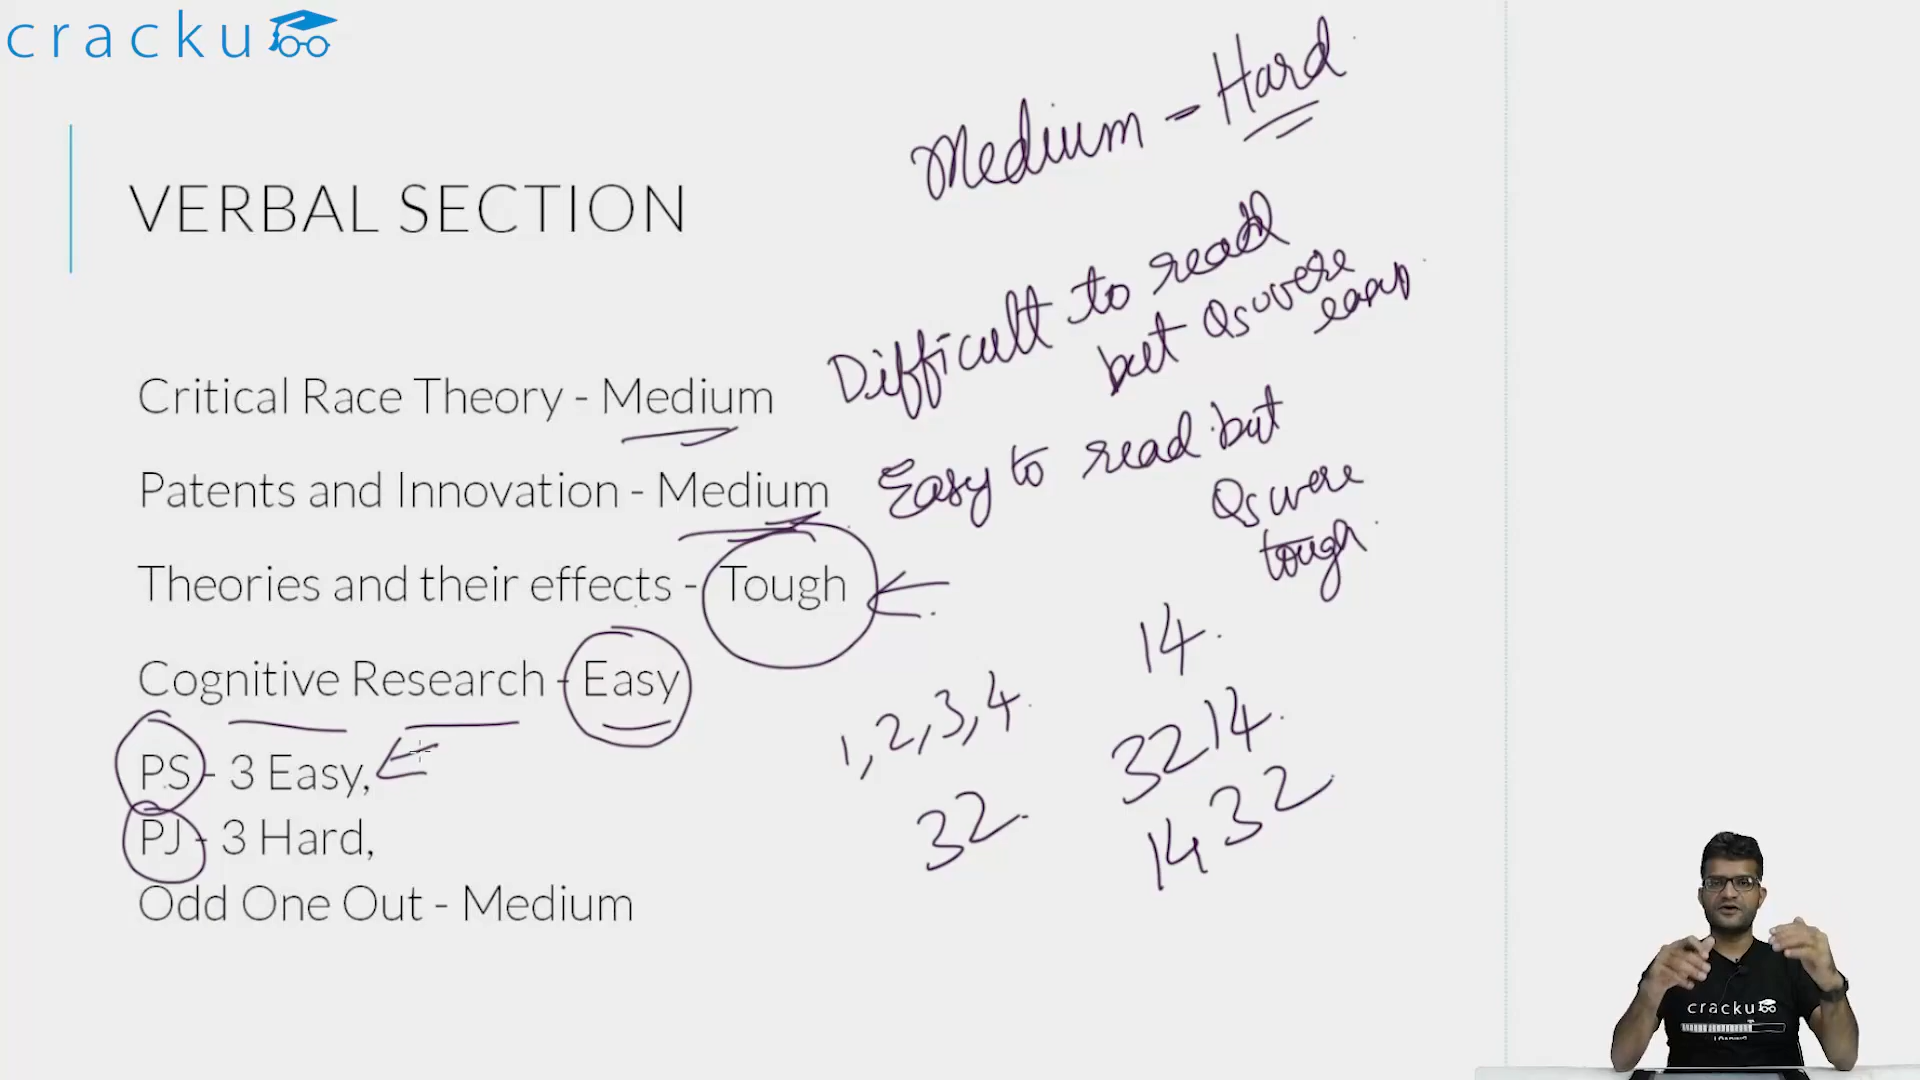 cracku
Medium - Hard
VERBAL SECTION
Difficult to read
but Qs were
easy
Critical Race Theory - Medium
Easy to read but
Qs were
tough
Patents and Innovation - Medium
Theories and their effects - Tough
14
Cognitive Research - Easy
1, 2, 3, 4
3214
PS - 3 Easy,
32
1432
PJ - 3 Hard,
Odd One Out - Medium
cracku